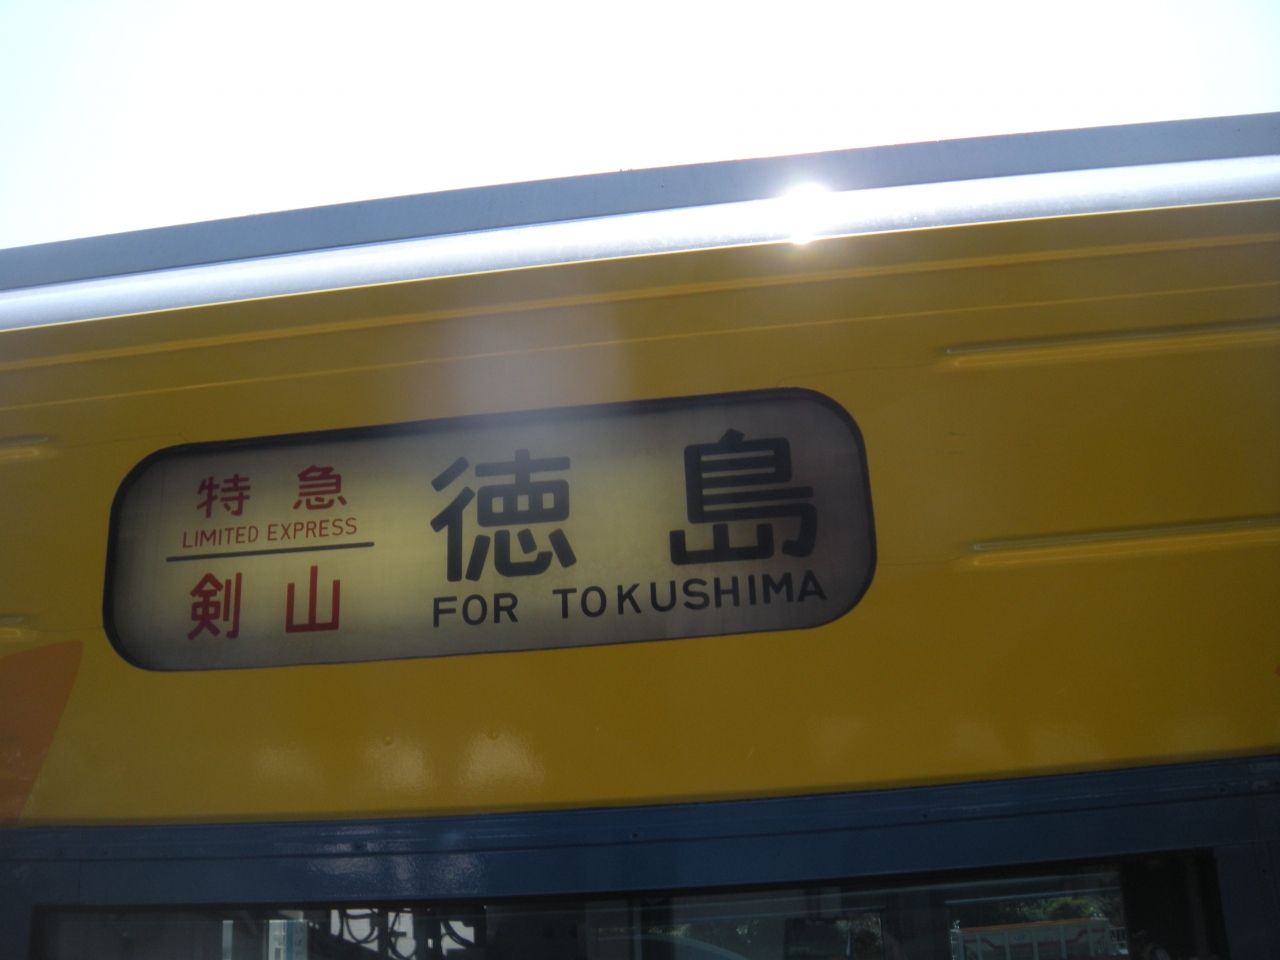 特急
LIMITED EXPRESS
剣山
徳島
FOR TOKUSHIMA